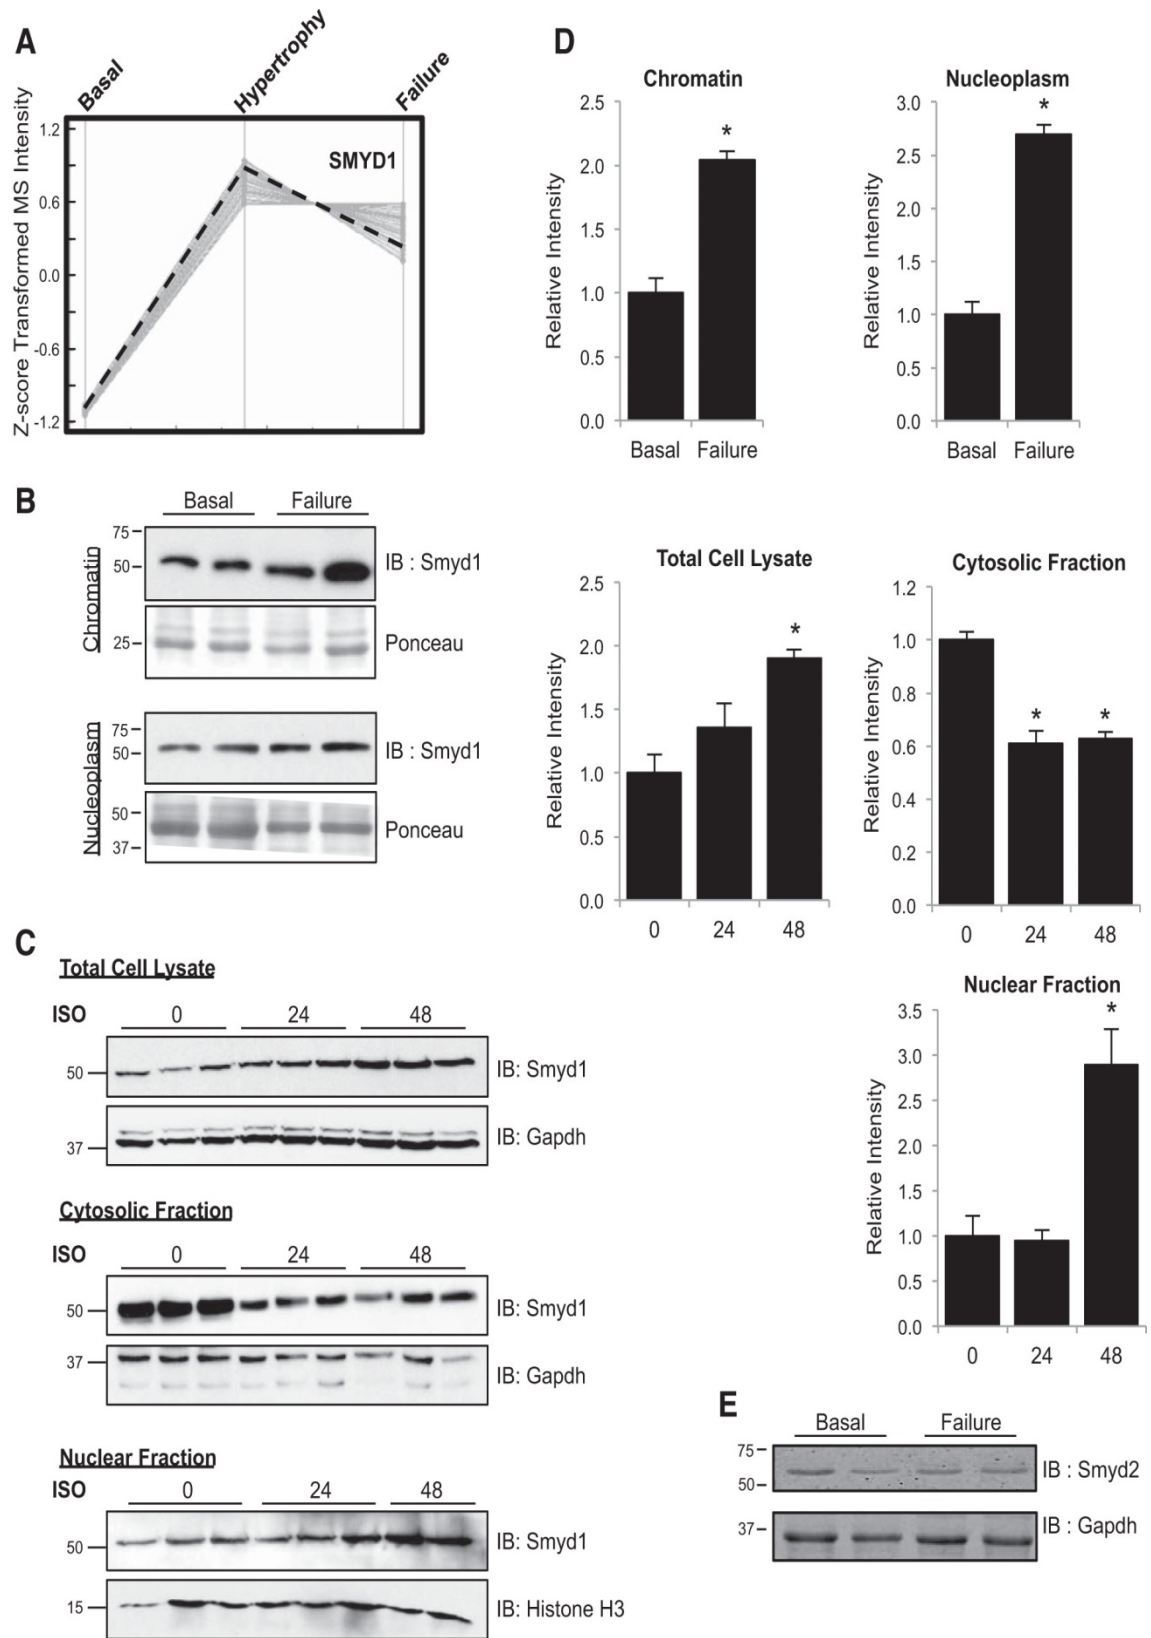 A
Basal
Hypertrophy
Failure
Z-score Transformed MS Intensity
1.2
0.6
0.0
-0.6
-1.2
SMYD1
B
Basal Failure
Chromatin
75
50
IB : Smyd1
25
Ponceau
Nucleoplasm
75
50
IB : Smyd1
50
37
Ponceau
C
Total Cell Lysate
ISO 0 24 48
50
IB: Smyd1
37
IB: Gapdh
Cytosolic Fraction
ISO 0 24 48
50
IB: Smyd1
37
IB: Gapdh
Nuclear Fraction
ISO 0 24 48
50
IB: Smyd1
15
IB: Histone H3
D
Chromatin
Relative Intensity
2.5
2.0
1.5
1.0
0.5
0.0
*
Basal Failure
Nucleoplasm
Relative Intensity
3.0
2.5
2.0
1.5
1.0
0.5
0.0
*
Basal Failure
Total Cell Lysate
Relative Intensity
2.5
2.0
1.5
1.0
0.5
0.0
*
0 24 48
Cytosolic Fraction
Relative Intensity
1.2
1.0
0.8
0.6
0.4
0.2
0.0
* *
0 24 48
Nuclear Fraction
Relative Intensity
3.5
3.0
2.5
2.0
1.5
1.0
0.5
0.0
*
0 24 48
E
Basal Failure
75
50
IB : Smyd2
37
IB : Gapdh